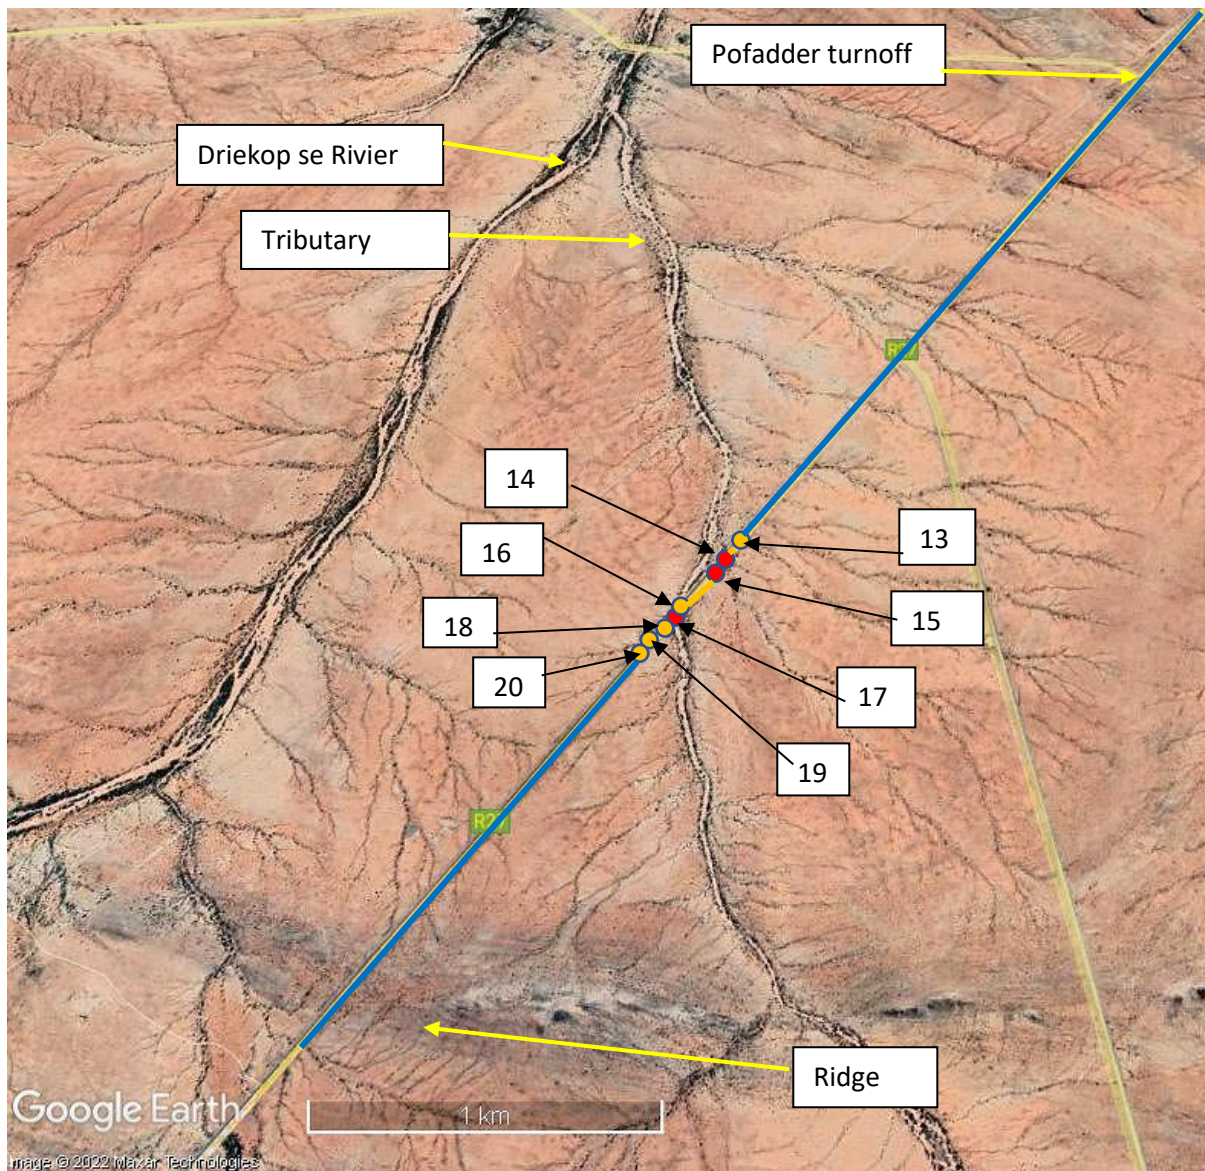 Pofadder turnoff
Driekop se Rivier
Tributary
14
13
16
15
18
20
17
19
R27
Ridge
Google Earth
1 km
Image © 2022 Maxar Technologies